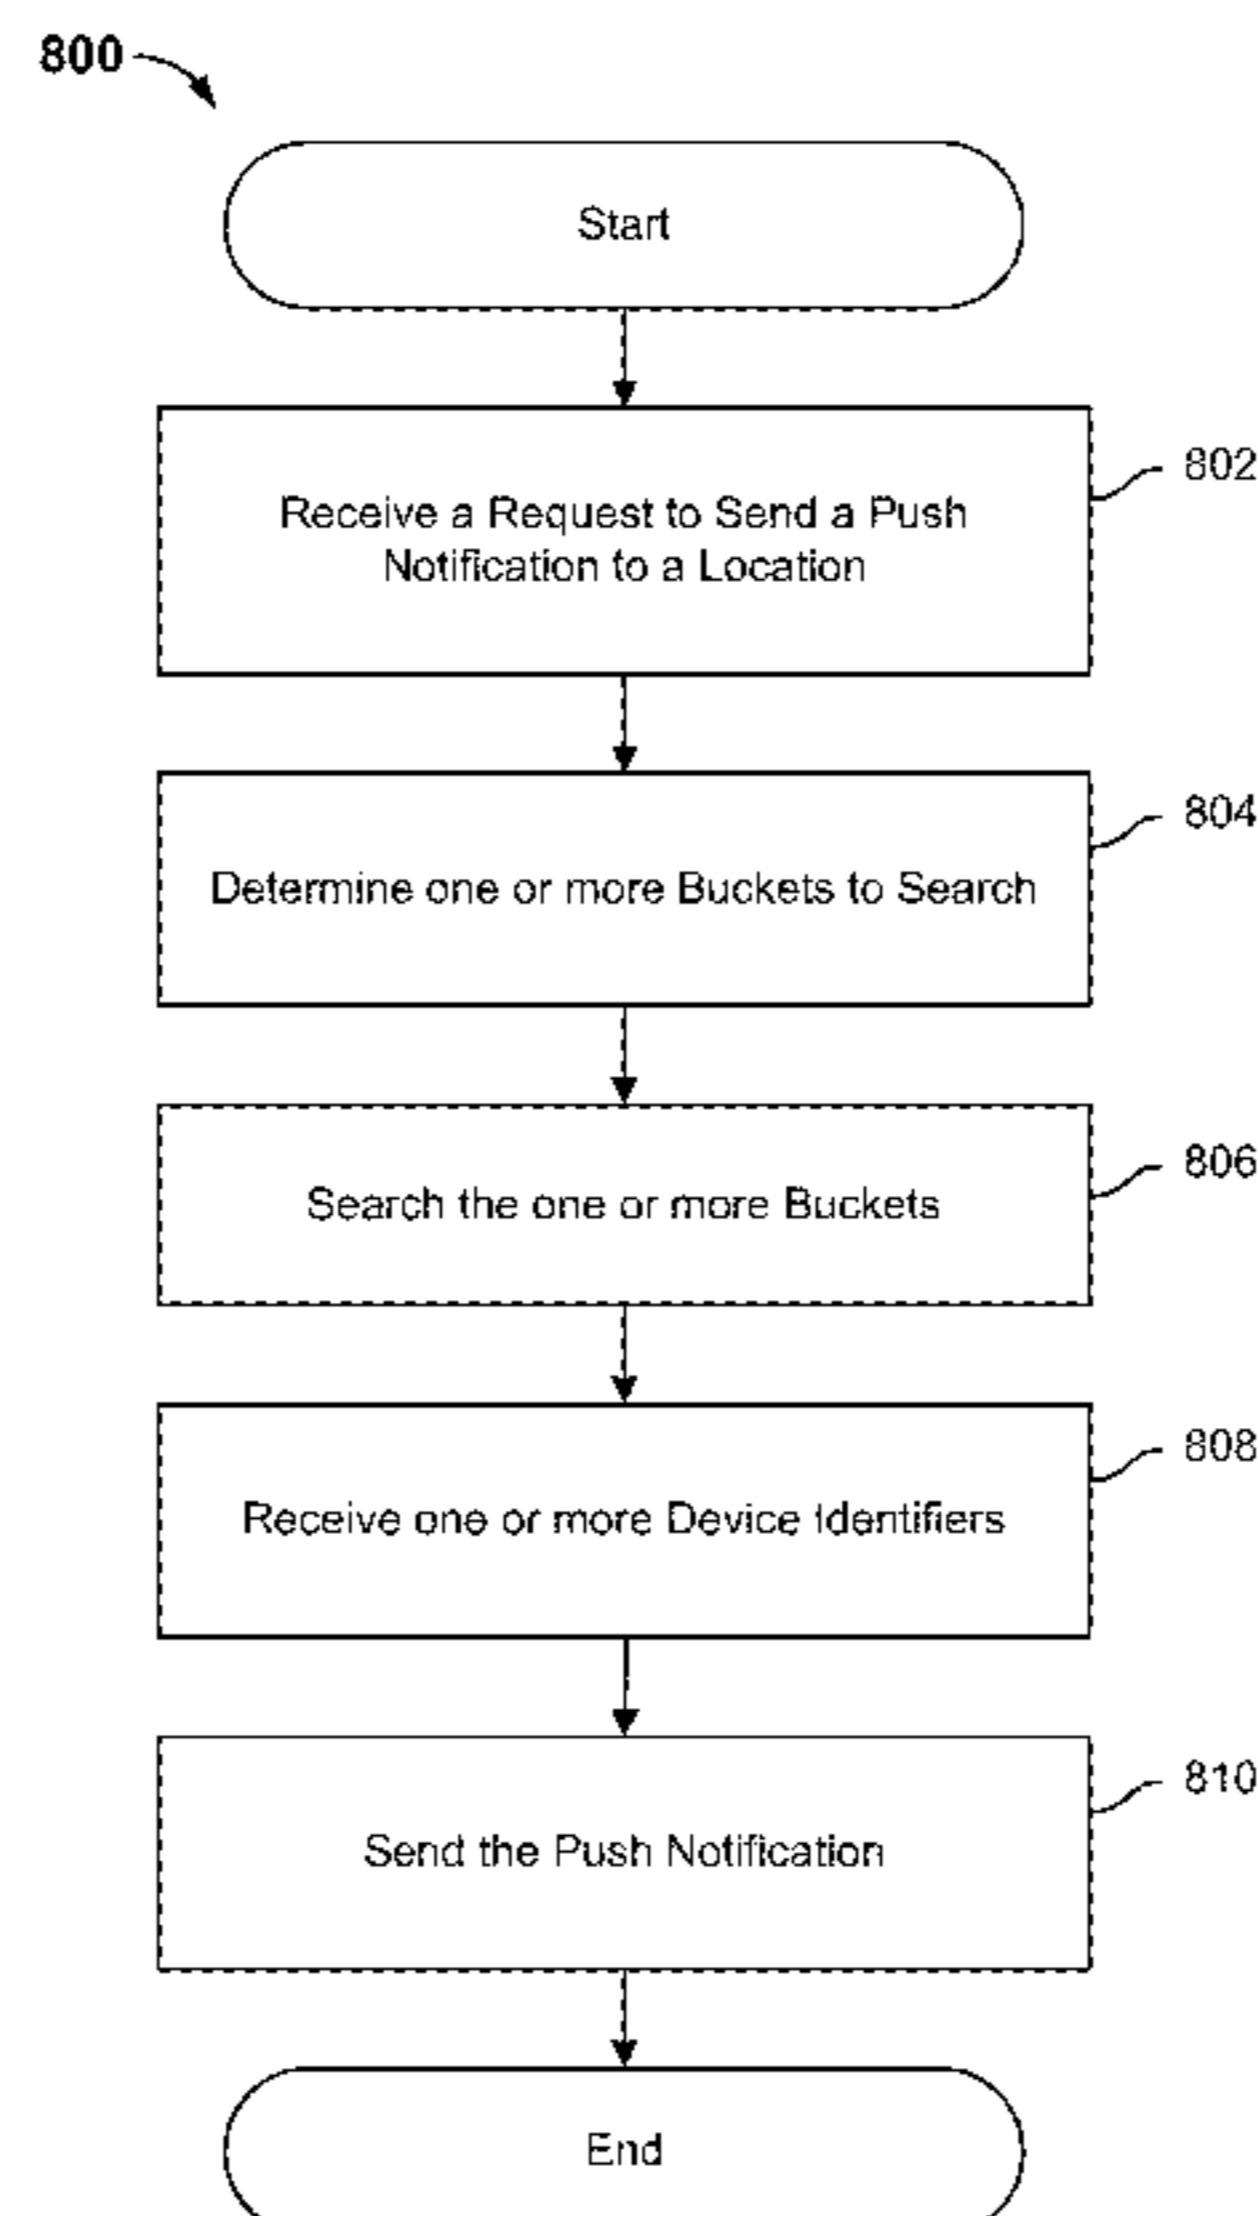 800
Start
Receive a Request to Send a Push
Notification to a Location
802
Determine one or more Buckets to Search
804
Search the one or more Buckets
806
Receive one or more Device Identifiers
808
Send the Push Notification
810
End